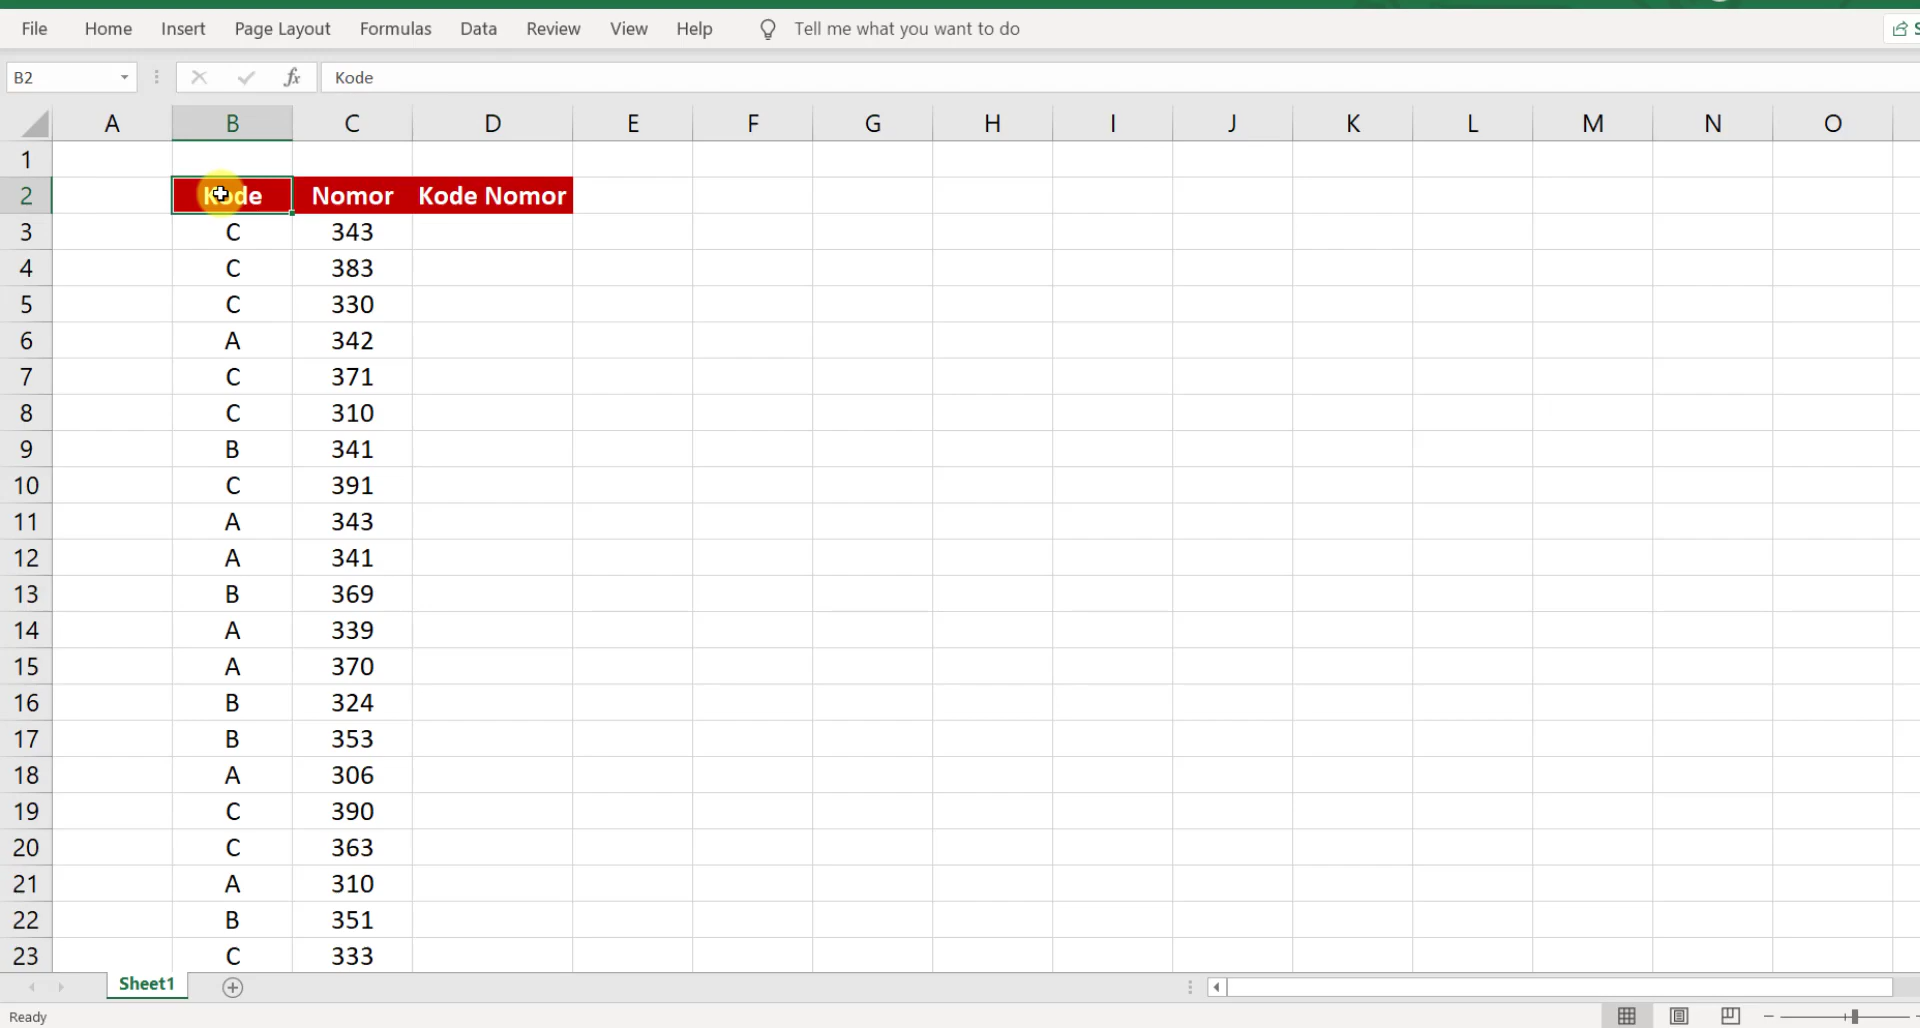 File Home Insert Page Layout Formulas Data Review View Help Tell me what you want to do
B2 fx Kode
A B C D E F G H I J K L M N O
1
2 Kode Nomor Kode Nomor
3 C 343
4 C 383
5 C 330
6 A 342
7 C 371
8 C 310
9 B 341
10 C 391
11 A 343
12 A 341
13 B 369
14 A 339
15 A 370
16 B 324
17 B 353
18 A 306
19 C 390
20 C 363
21 A 310
22 B 351
23 C 333
Sheet1
Ready